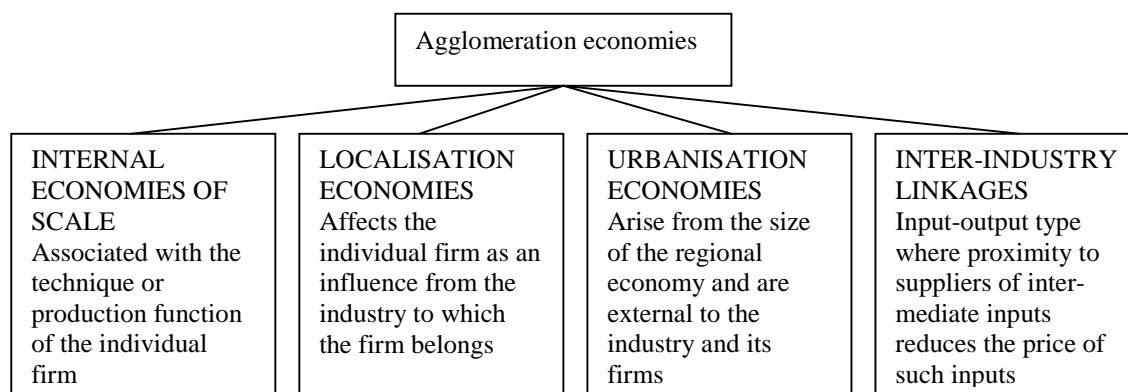 Agglomeration economies
INTERNAL
ECONOMIES OF
SCALE
Associated with the
technique or
production function
of the individual
firm
LOCALISATION
ECONOMIES
Affects the
individual firm as an
influence from the
industry to which
the firm belongs
URBANISATION
ECONOMIES
Arise from the size
of the regional
economy and are
external to the
industry and its
firms
INTER-INDUSTRY
LINKAGES
Input-output type
where proximity to
suppliers of inter-
mediate inputs
reduces the price of
such inputs